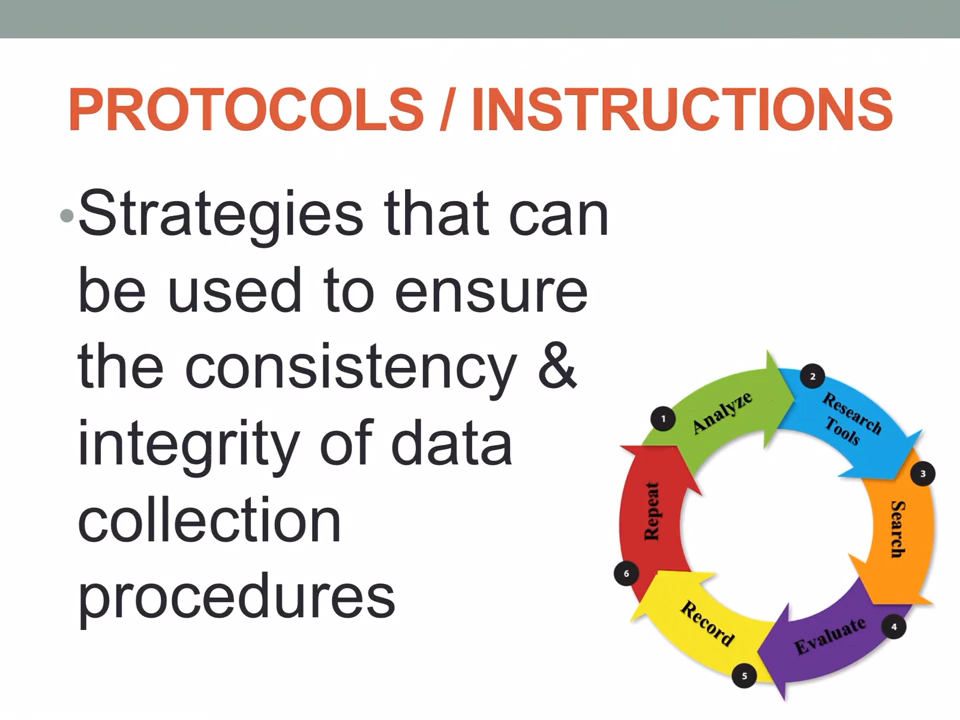 PROTOCOLS / INSTRUCTIONS
•Strategies that can
be used to ensure
the consistency &
integrity of data
collection
procedures
1
Analyze
2
Research
Tools
3
Search
4
Evaluate
5
Record
6
Repeat